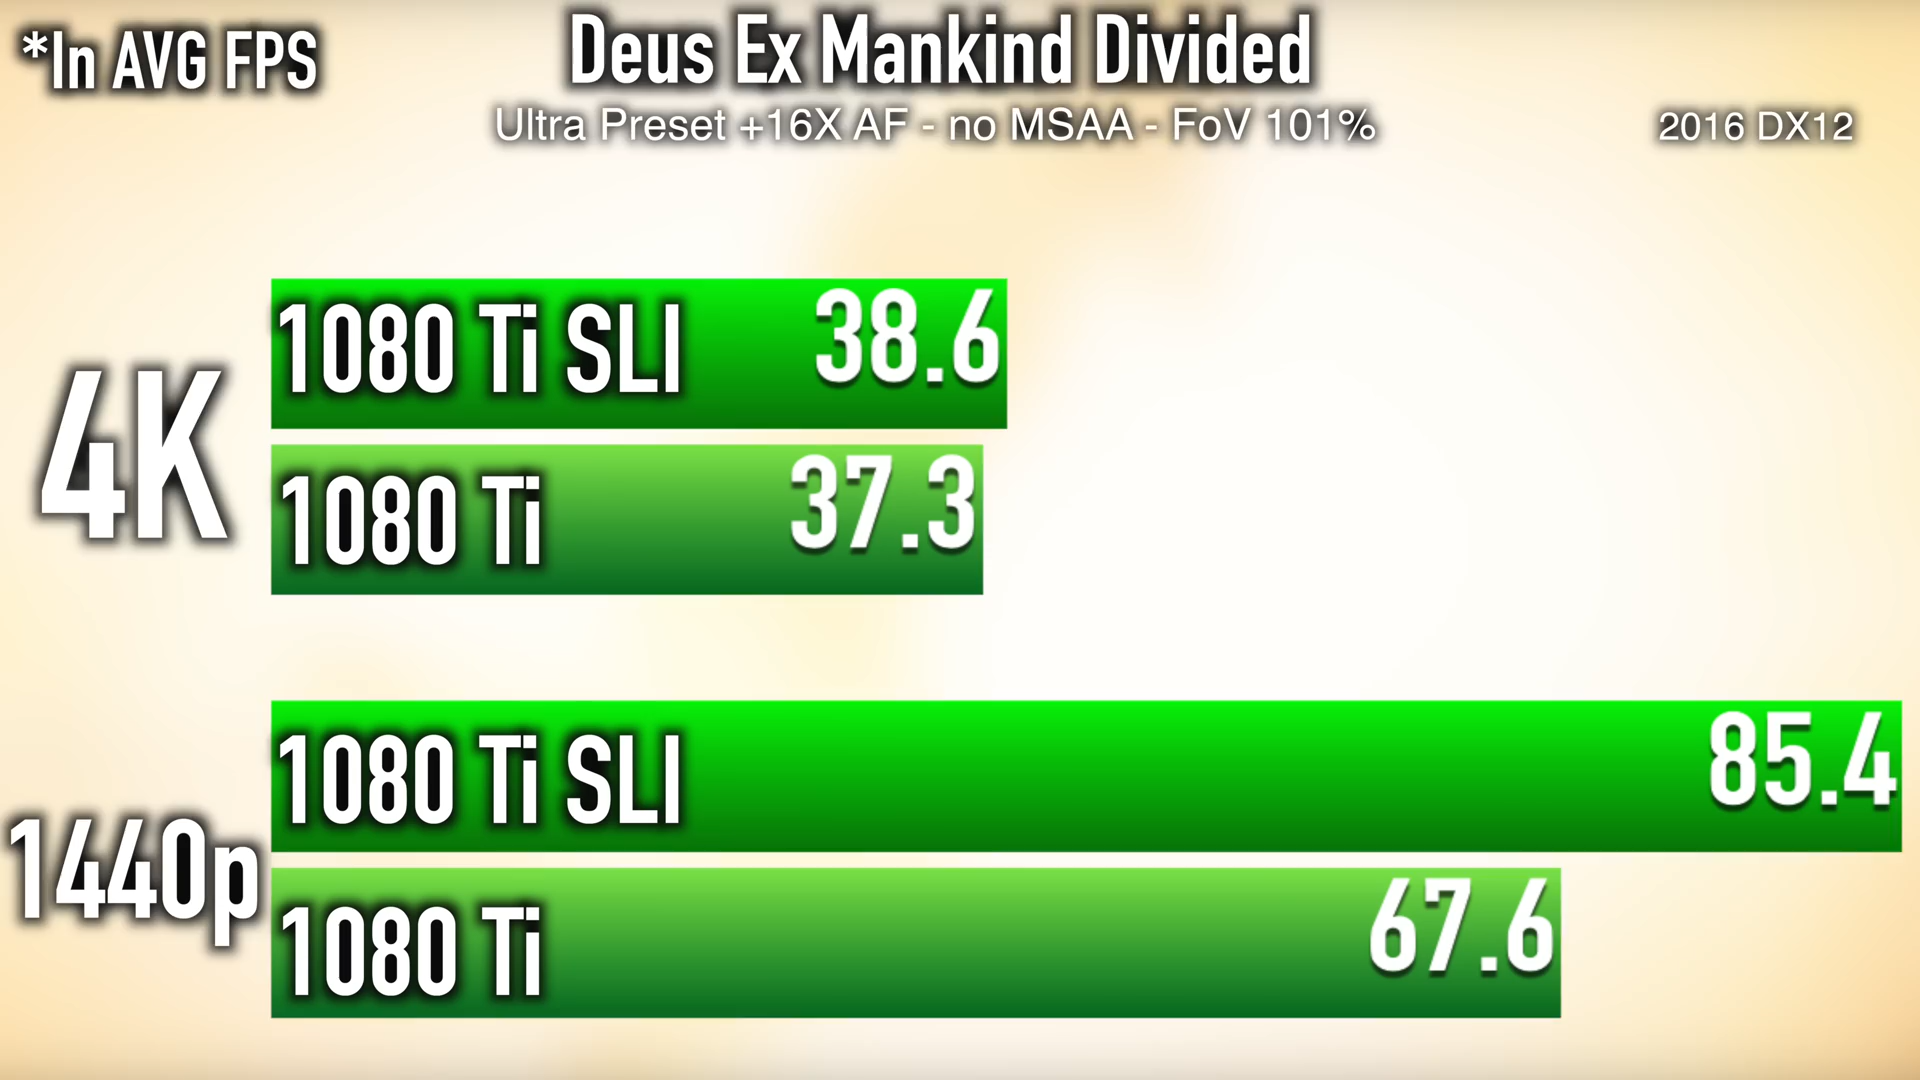 *In AVG FPS
Deus Ex Mankind Divided
Ultra Preset +16X AF - no MSAA - FoV 101%
2016 DX12
4K
1080 Ti SLI 38.6
1080 Ti 37.3
1440p
1080 Ti SLI 85.4
1080 Ti 67.6